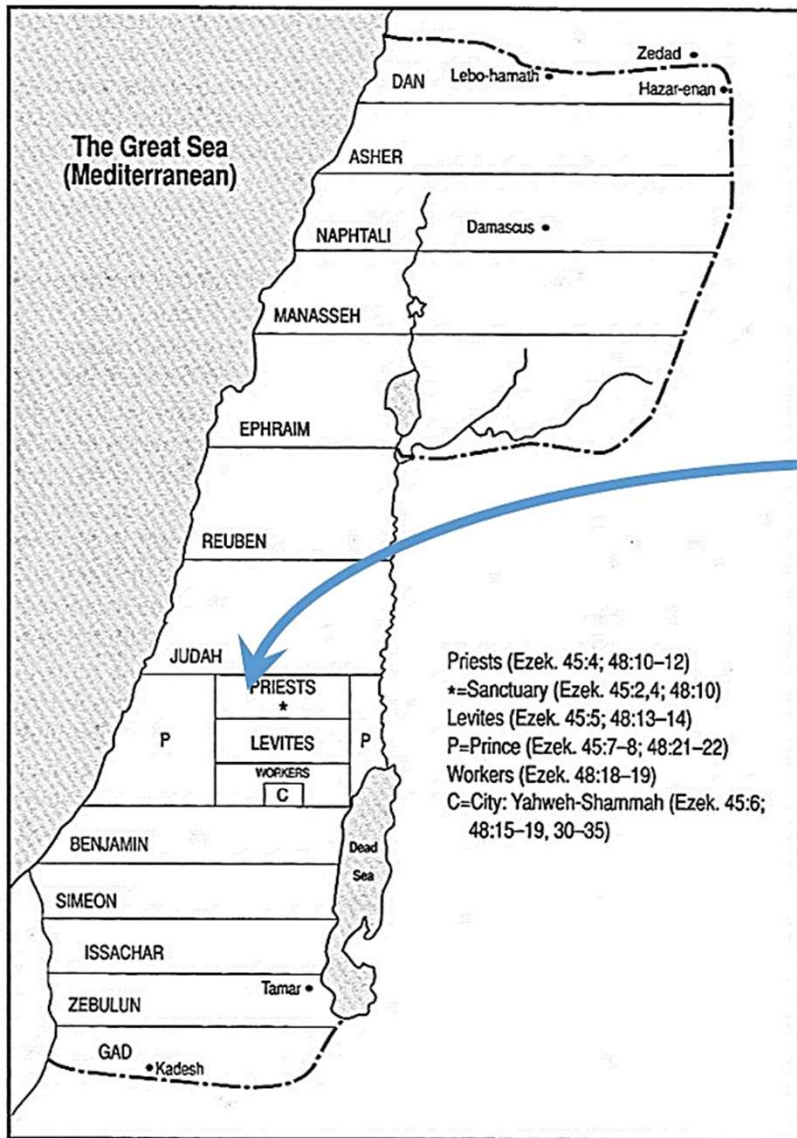 Zedad
Lebo-hamath
DAN
Hazar-enan
The Great Sea
(Mediterranean)
ASHER
Damascus
NAPHTALI
MANASSEH
EPHRAIM
REUBEN
JUDAH
PRIESTS
*
P
LEVITES
P
WORKERS
C
Priests (Ezek. 45:4; 48:10–12)
*=Sanctuary (Ezek. 45:2,4; 48:10)
Levites (Ezek. 45:5; 48:13–14)
P=Prince (Ezek. 45:7–8; 48:21–22)
Workers (Ezek. 48:18–19)
C=City: Yahweh-Shammah (Ezek. 45:6;
48:15–19, 30–35)
BENJAMIN
Dead
Sea
SIMEON
ISSACHAR
Tamar
ZEBULUN
GAD
Kadesh